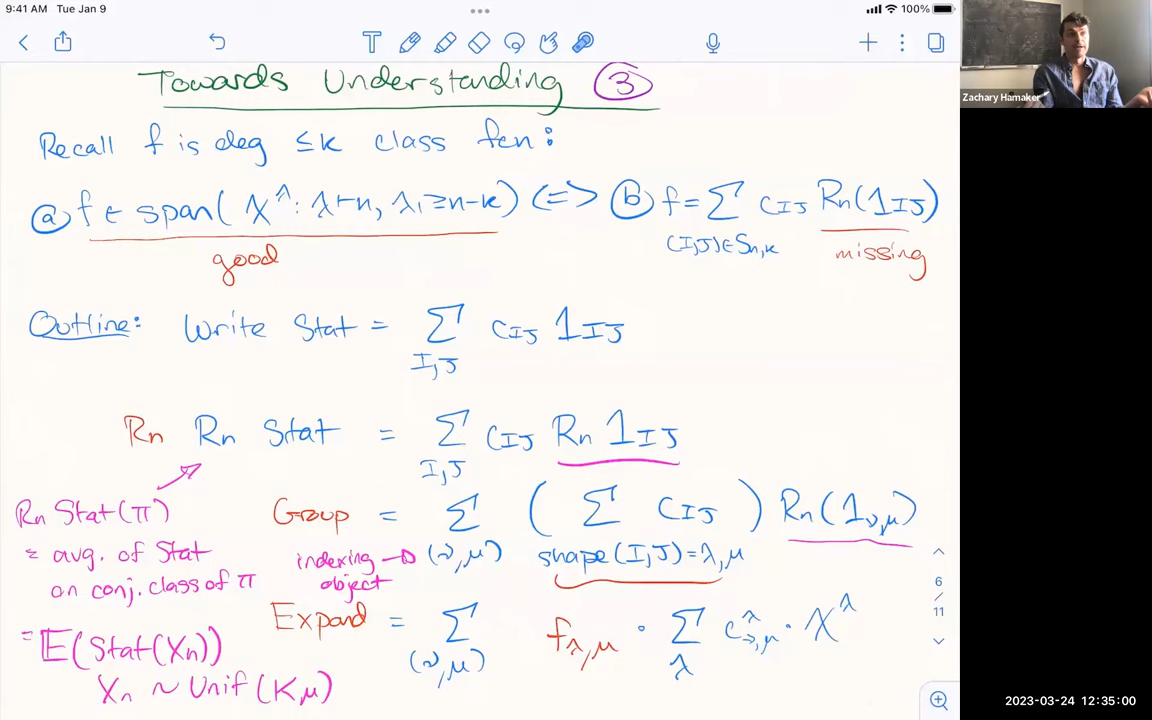 9:41 AM Tue Jan 9
100%
Towards Understanding ③
Recall f is deg ≤k class fcn:
ⓐ f ∈ span( χ^λ : λ⊢n, λ₁≥n-k) <=> ⓑ f = Σ c_IJ Rn(1_IJ)
(I,J)∈S_n,k
good
missing
Outline: Write Stat = Σ c_IJ 1_IJ
I,J
Rn Rn Stat = Σ c_IJ Rn 1_IJ
I,J
Rn Stat(π)
= avg. of Stat
on conj. class of π
= 𝔼(Stat(Xn))
Xn ~ Unif(K_μ)
Group = Σ ( Σ c_IJ ) Rn(1_ν,μ)
indexing → (ν,μ) shape(I,J)=λ,μ
object
Expand = Σ f_λ,μ · Σ c^λ_ν,μ · χ^λ
(ν,μ) λ
6
/
11
Zachary Hamaker
2023-03-24 12:35:00